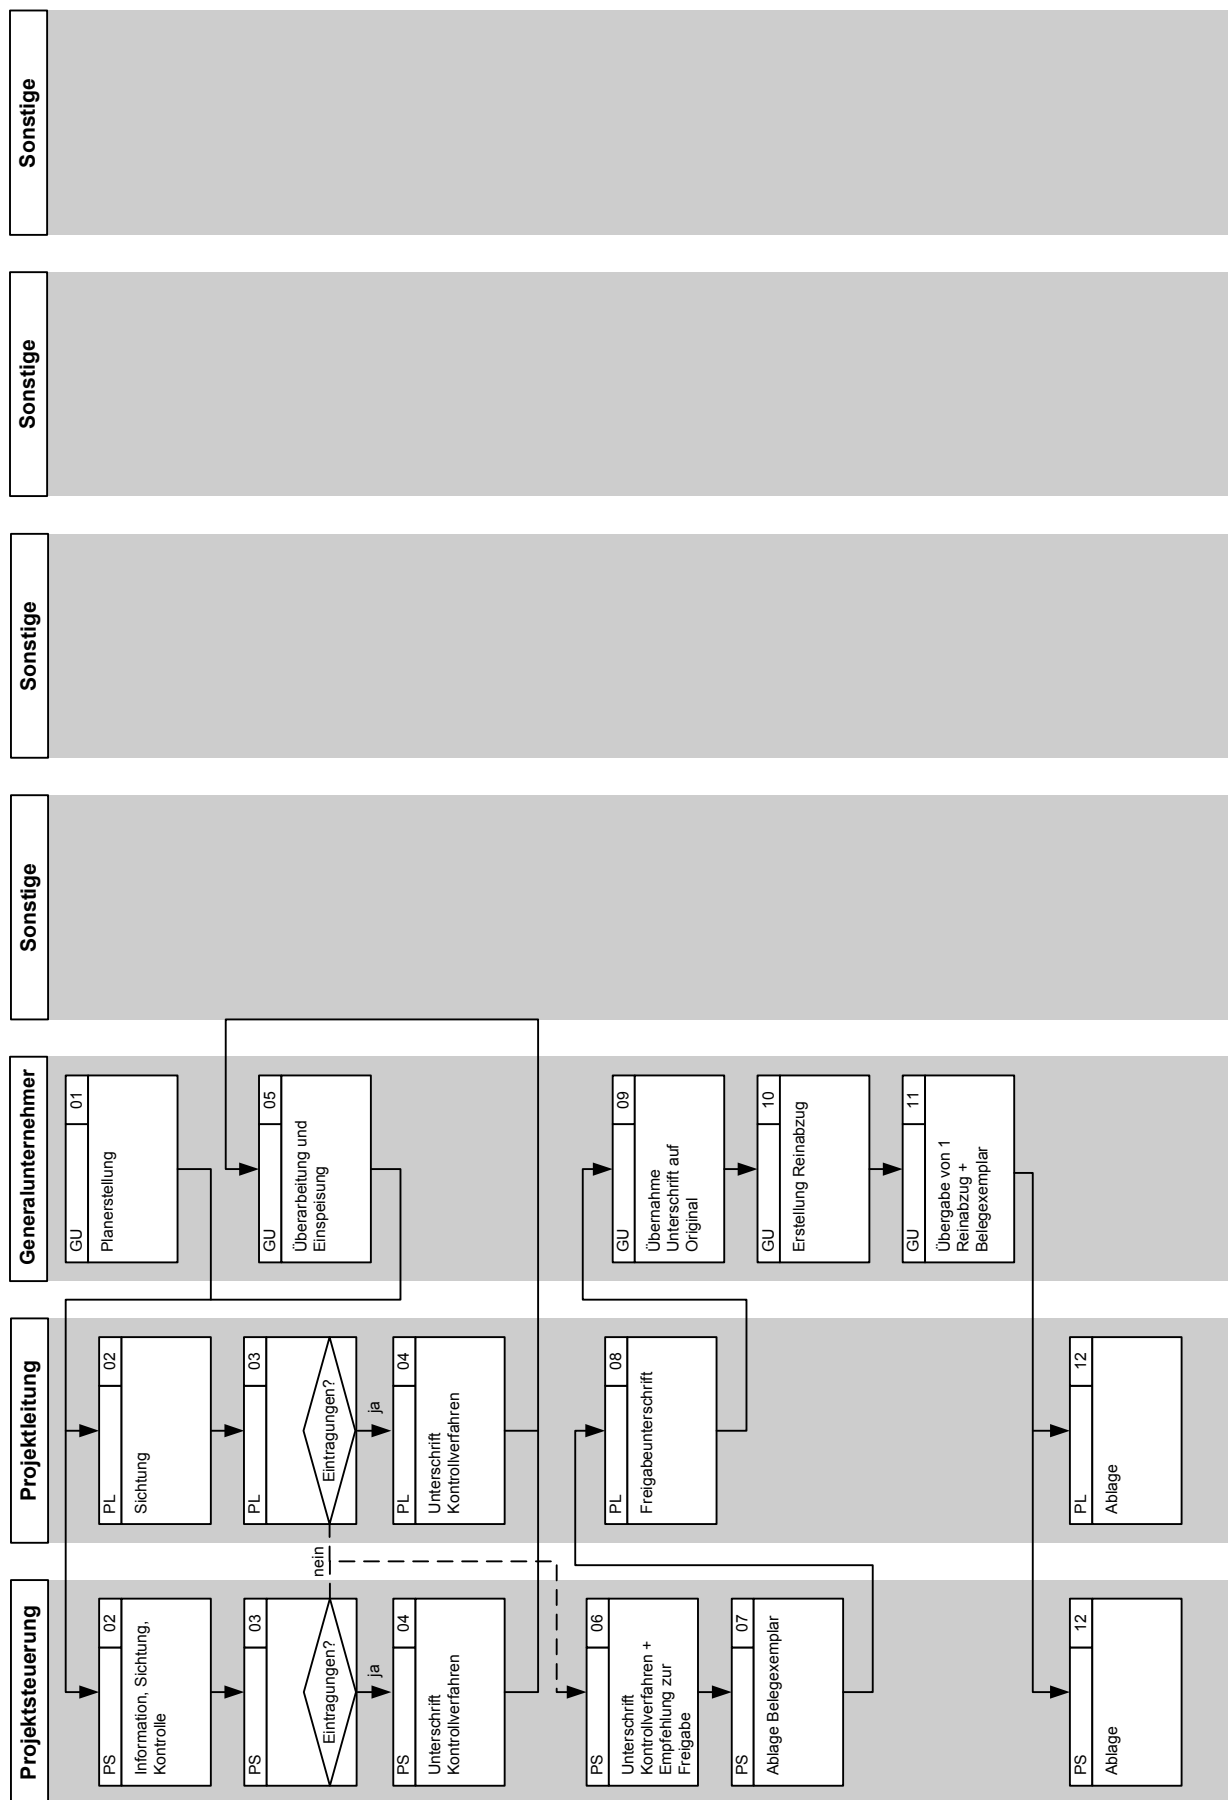 Projektsteuerung
Projektleitung
Generalunternehmer
Sonstige
Sonstige
Sonstige
Sonstige
GU 01
Planerstellung
PS 02
Information, Sichtung,
Kontrolle
PL 02
Sichtung
PS 03
Eintragungen?
nein
PL 03
Eintragungen?
GU 05
Überarbeitung und
Einspeisung
ja
ja
PS 04
Unterschrift
Kontrollverfahren
PL 04
Unterschrift
Kontrollverfahren
PS 06
Unterschrift
Kontrollverfahren +
Empfehlung zur
Freigabe
PS 07
Ablage Belegexemplar
PL 08
Freigabeunterschrift
GU 09
Übernahme
Unterschrift auf
Original
GU 10
Erstellung Reinabzug
GU 11
Übergabe von 1
Reinabzug +
Belegexemplar
PS 12
Ablage
PL 12
Ablage